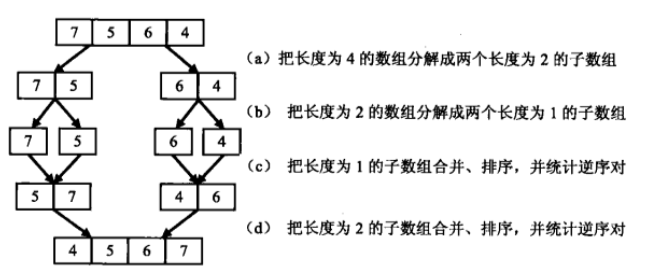 7 5 6 4
(a) 把长度为 4 的数组分解成两个长度为 2 的子数组
7 5 6 4
(b) 把长度为 2 的数组分解成两个长度为 1 的子数组
7 5 6 4
(c) 把长度为 1 的子数组合并、排序，并统计逆序对
5 7 4 6
(d) 把长度为 2 的子数组合并、排序，并统计逆序对
4 5 6 7